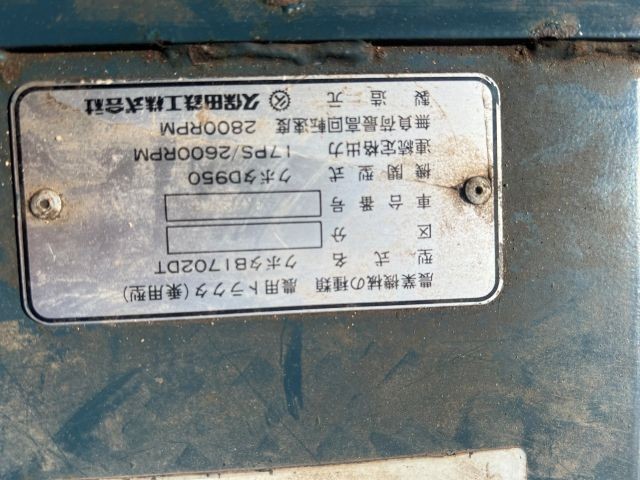 農業機械の種類 農用トラクタ(乗用型)
型式名 クボタB1702DT
区分
車台番号
機関型式 クボタD950
連続定格出力 17PS/2600RPM
無負荷最高回転速度 2800RPM
製造元 久保田鉄工株式会社